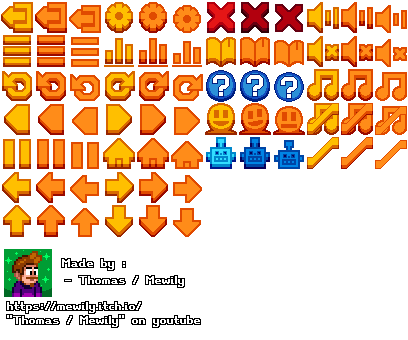 ? ? ?
Made by :
- Thomas / Mewily
https://mewily.itch.io/
"Thomas / Mewily" on youtube